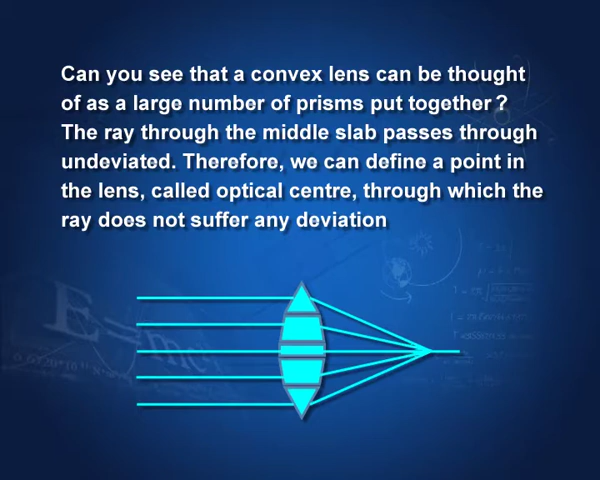 Can you see that a convex lens can be thought
of as a large number of prisms put together ?
The ray through the middle slab passes through
undeviated. Therefore, we can define a point in
the lens, called optical centre, through which the
ray does not suffer any deviation
E=mc